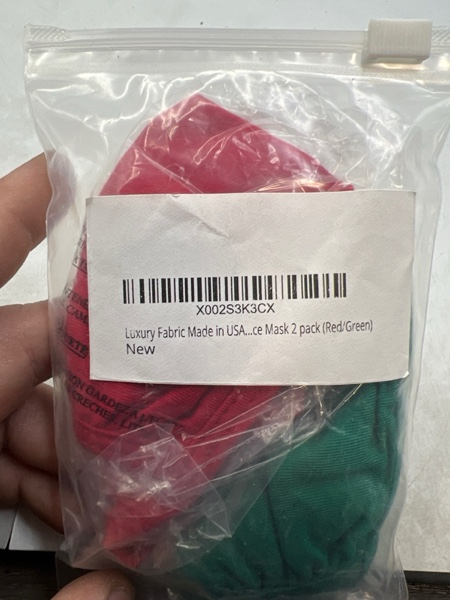 X002S3K3CX
Luxury Fabric Made in USA...ce Mask 2 pack (Red/Green)
New